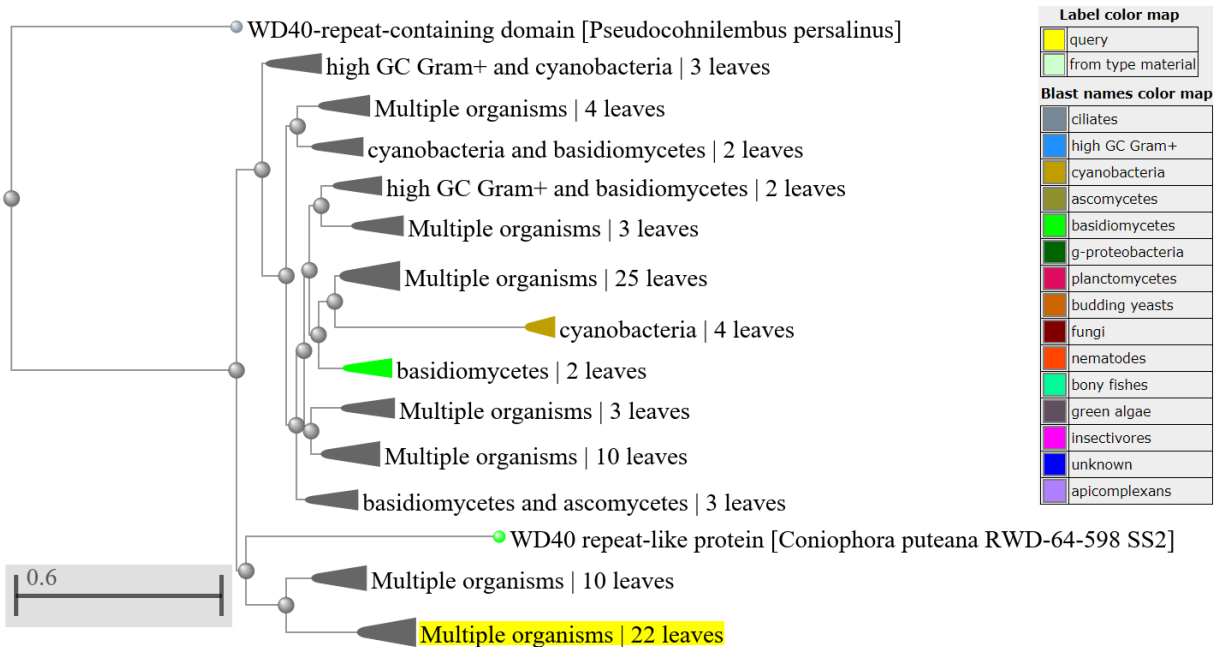 WD40-repeat-containing domain [Pseudocohnilembus persalinus]
high GC Gram+ and cyanobacteria | 3 leaves
Multiple organisms | 4 leaves
cyanobacteria and basidiomycetes | 2 leaves
high GC Gram+ and basidiomycetes | 2 leaves
Multiple organisms | 3 leaves
Multiple organisms | 25 leaves
cyanobacteria | 4 leaves
basidiomycetes | 2 leaves
Multiple organisms | 3 leaves
Multiple organisms | 10 leaves
basidiomycetes and ascomycetes | 3 leaves
WD40 repeat-like protein [Coniophora puteana RWD-64-598 SS2]
Multiple organisms | 10 leaves
Multiple organisms | 22 leaves
0.6
Label color map
query
from type material
Blast names color map
ciliates
high GC Gram+
cyanobacteria
ascomycetes
basidiomycetes
g-proteobacteria
planctomycetes
budding yeasts
fungi
nematodes
bony fishes
green algae
insectivores
unknown
apicomplexans